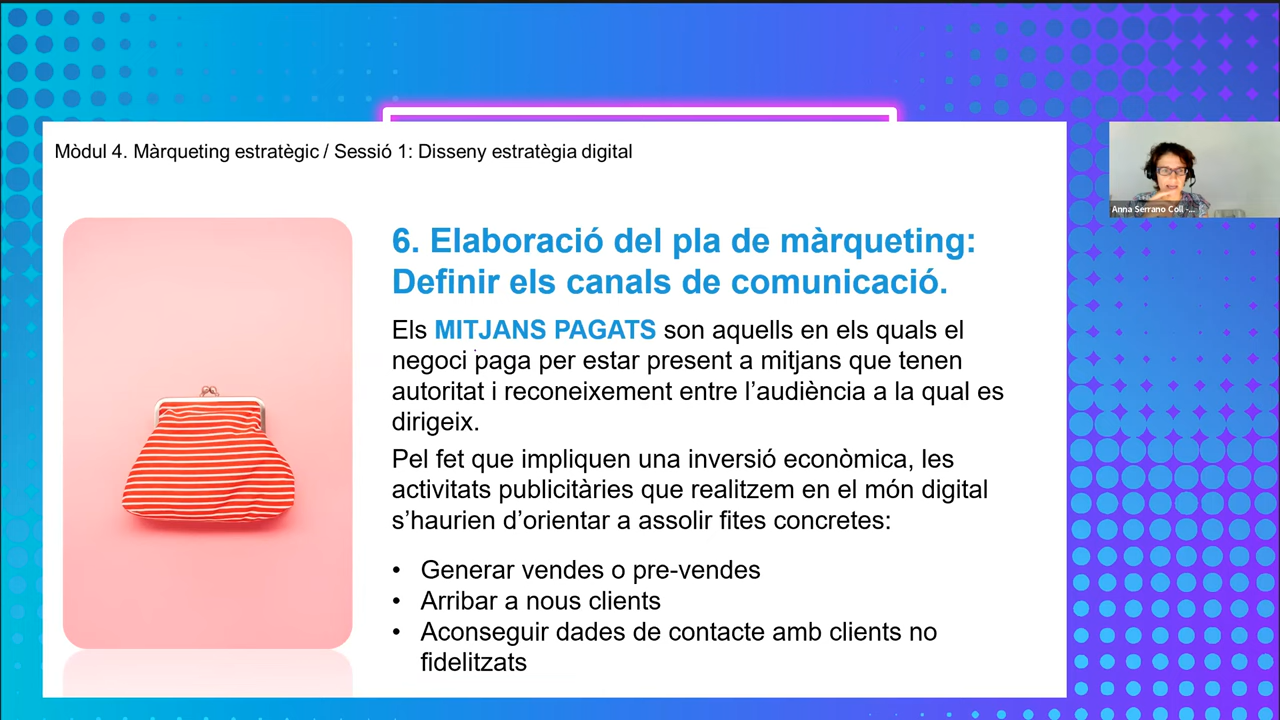 Mòdul 4. Màrqueting estratègic / Sessió 1: Disseny estratègia digital
Anna Serrano Coll -...
6. Elaboració del pla de màrqueting:
Definir els canals de comunicació.
Els MITJANS PAGATS son aquells en els quals el
negoci paga per estar present a mitjans que tenen
autoritat i reconeixement entre l’audiència a la qual es
dirigeix.
Pel fet que impliquen una inversió econòmica, les
activitats publicitàries que realitzem en el món digital
s’haurien d’orientar a assolir fites concretes:
• Generar vendes o pre-vendes
• Arribar a nous clients
• Aconseguir dades de contacte amb clients no
fidelitzats